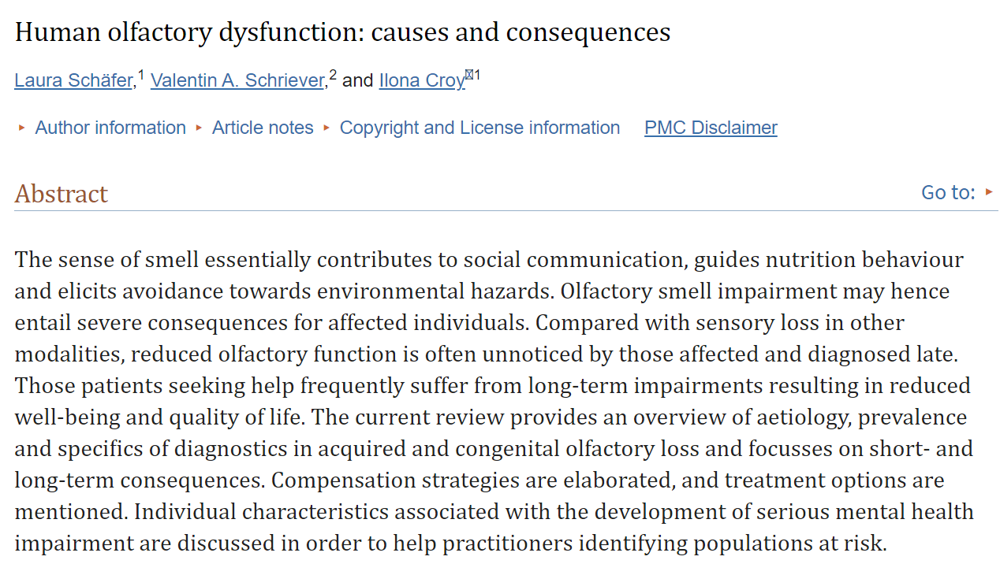 Human olfactory dysfunction: causes and consequences
Laura Schäfer,1 Valentin A. Schriever,2 and Ilona Croy1
Author information Article notes Copyright and License information PMC Disclaimer
Abstract Go to:
The sense of smell essentially contributes to social communication, guides nutrition behaviour
and elicits avoidance towards environmental hazards. Olfactory smell impairment may hence
entail severe consequences for affected individuals. Compared with sensory loss in other
modalities, reduced olfactory function is often unnoticed by those affected and diagnosed late.
Those patients seeking help frequently suffer from long-term impairments resulting in reduced
well-being and quality of life. The current review provides an overview of aetiology, prevalence
and specifics of diagnostics in acquired and congenital olfactory loss and focusses on short- and
long-term consequences. Compensation strategies are elaborated, and treatment options are
mentioned. Individual characteristics associated with the development of serious mental health
impairment are discussed in order to help practitioners identifying populations at risk.